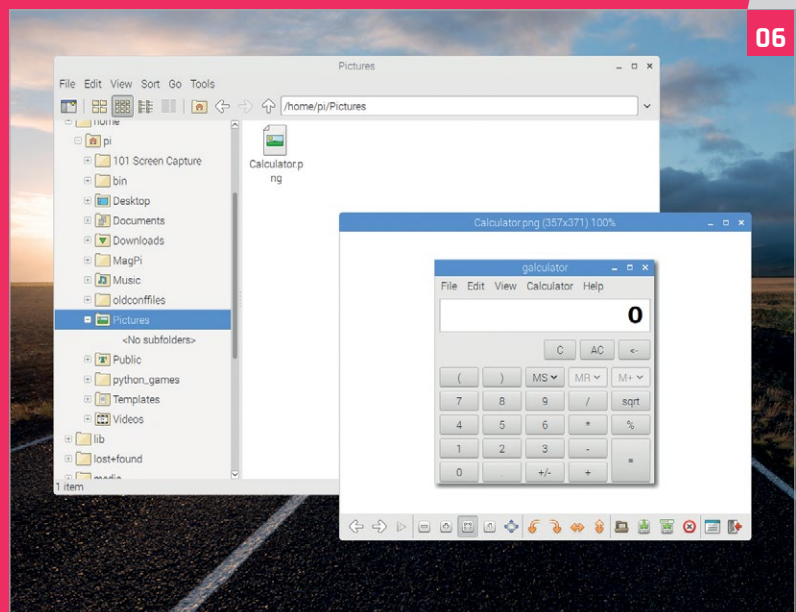 06
Pictures
File Edit View Sort Go Tools
/home/pi/Pictures
home
pi
101 Screen Capture
bin
Desktop
Documents
Downloads
MagPi
Music
oldconffiles
Pictures
<No subfolders>
Public
python_games
Templates
Videos
lib
lost+found
media
1 item
Calculator.p
ng
Calculator.png (357x371) 100%
galculator
File Edit View Calculator Help
0
C AC <-
( ) MS MR M+
7 8 9 / sqrt
4 5 6 * %
1 2 3 - =
0 . +/- +